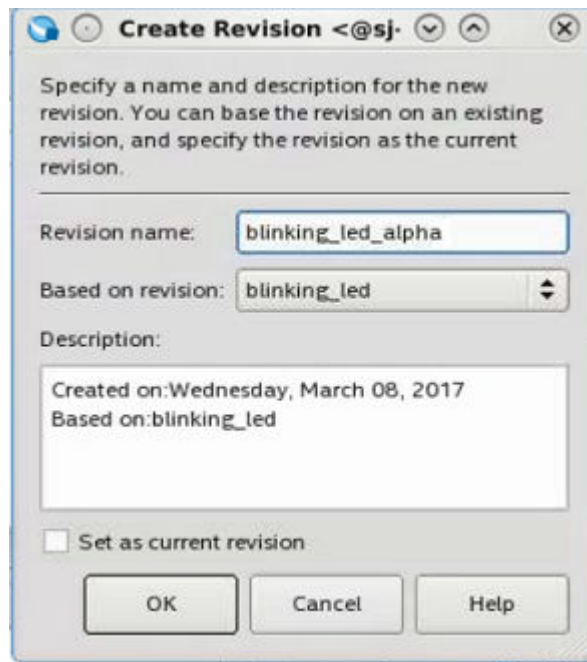 Create Revision <@sj-
Specify a name and description for the new
revision. You can base the revision on an existing
revision, and specify the revision as the current
revision.
Revision name: blinking_led_alpha
Based on revision: blinking_led
Description:
Created on:Wednesday, March 08, 2017
Based on:blinking_led
Set as current revision
OK Cancel Help